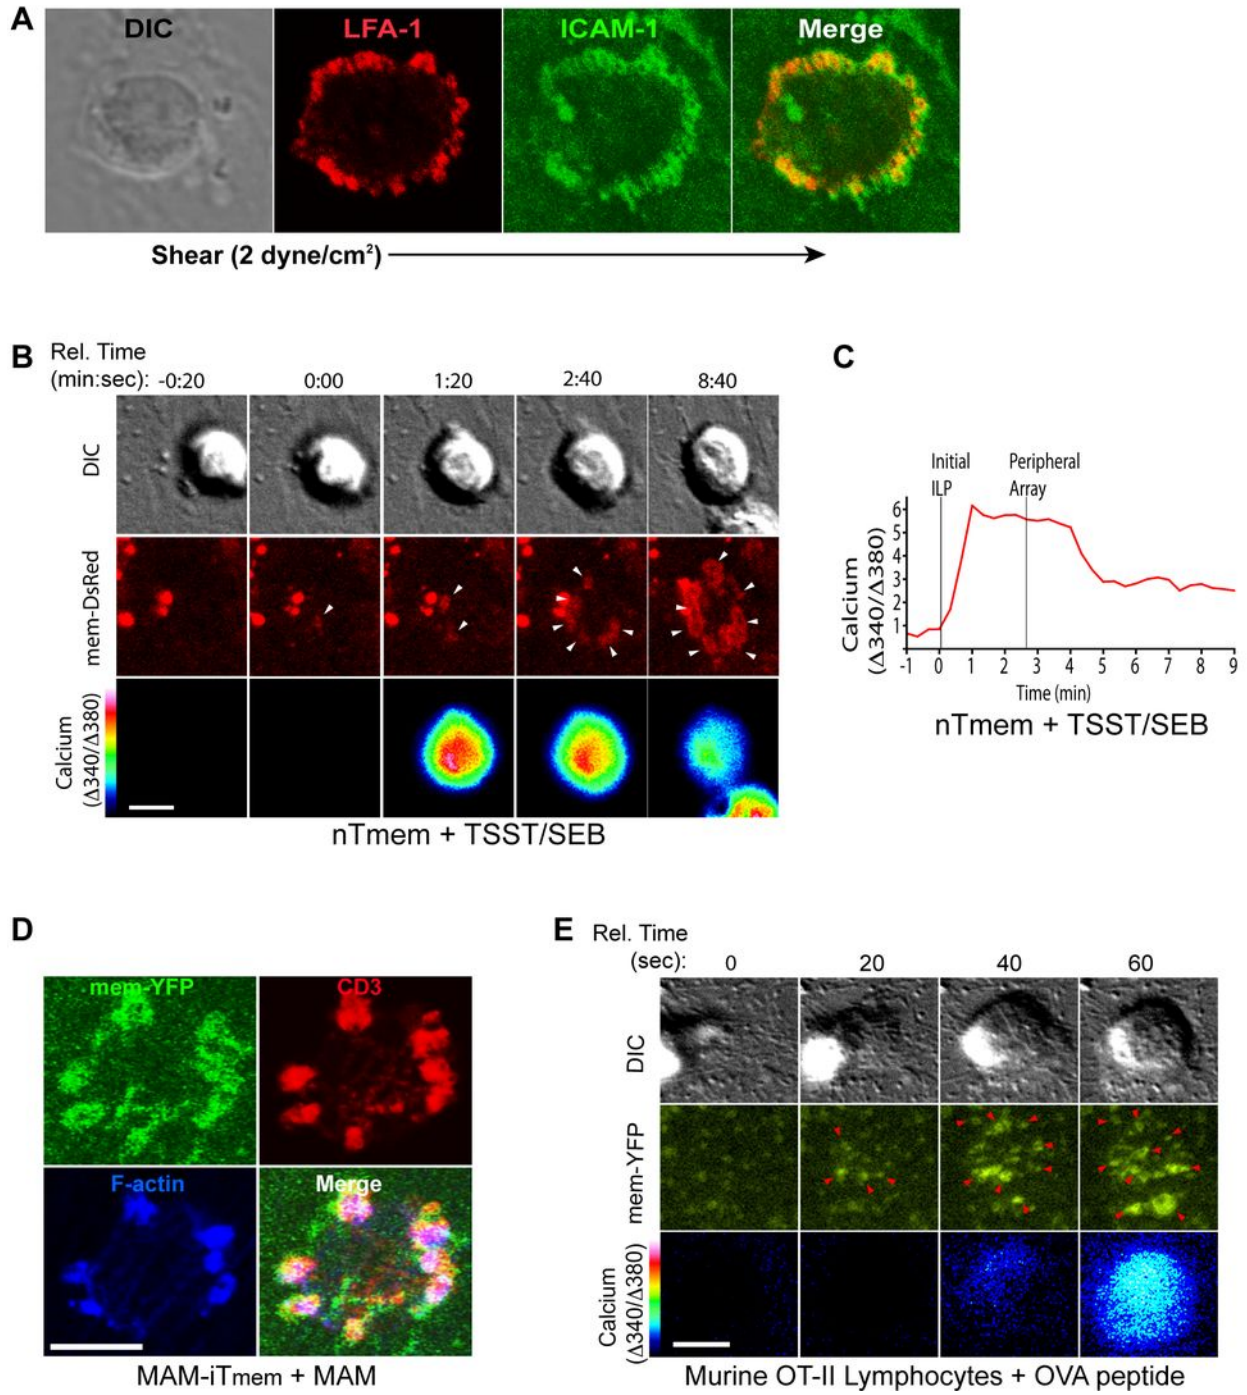 A
DIC
LFA-1
ICAM-1
Merge
Shear (2 dyne/cm²)
B
Rel. Time
(min:sec): -0:20 0:00 1:20 2:40 8:40
DIC
mem-DsRed
Calcium
(Δ340/Δ380)
nTmem + TSST/SEB
C
Initial
ILP
Peripheral
Array
Calcium
(Δ340/Δ380)
6
5
4
3
2
1
-1 0 1 2 3 4 5 6 7 8 9
Time (min)
nTmem + TSST/SEB
D
mem-YFP
CD3
F-actin
Merge
MAM-iTmem + MAM
E
Rel. Time
(sec): 0 20 40 60
DIC
mem-YFP
Calcium
(Δ340/Δ380)
Murine OT-II Lymphocytes + OVA peptide